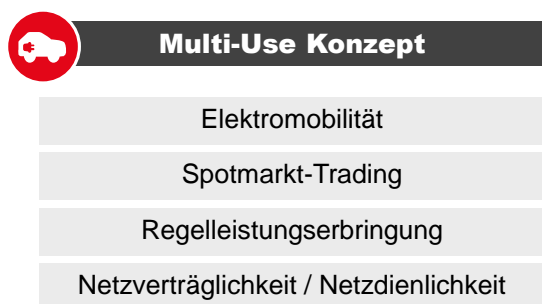 Multi-Use Konzept
Elektromobilität
Spotmarkt-Trading
Regelleistungserbringung
Netzverträglichkeit / Netzdienlichkeit